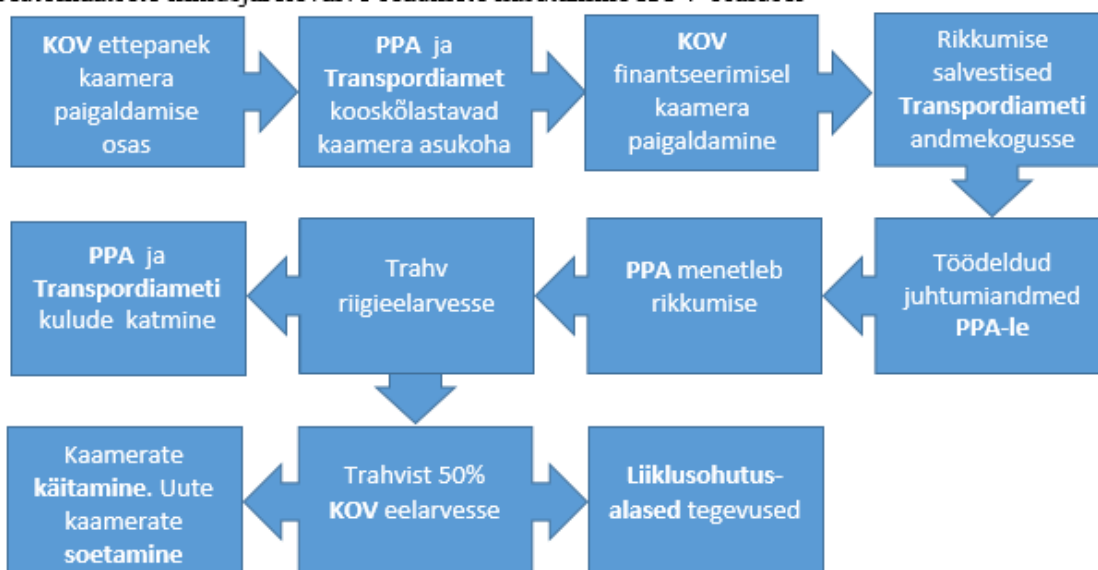 KOV ettepanek
kaamera
paigaldamise
osas
PPA ja
Transpordiamet
kooskõlastavad
kaamera asukoha
KOV
finantseerimisel
kaamera
paigaldamine
Rikkumise
salvestised
Transpordiameti
andmekogusse
Töödeldud
juhtumiandmed
PPA-le
PPA menetleb
rikkumise
Trahv
riigieelarvesse
PPA ja
Transpordiameti
kulude katmine
Trahvist 50%
KOV eelarvesse
Kaamerate
käitamine. Uute
kaamerate
soetamine
Liiklusohutus-
alased tegevused